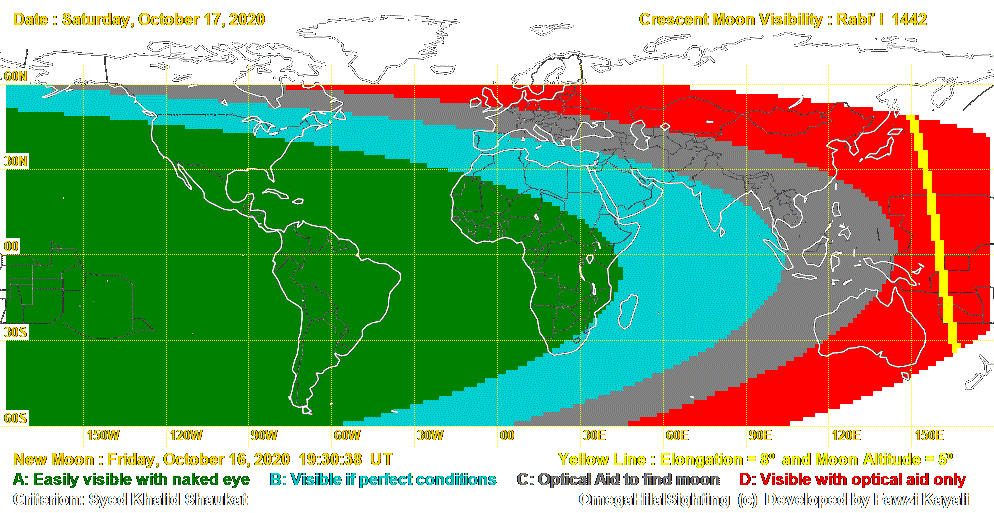 Date : Saturday, October 17, 2020 Crescent Moon Visibility : Rabi' I 1442
60N
30N
00
30S
60S
150W 120W 90W 60W 30W 00 30E 60E 90E 120E 150E
New Moon : Friday, October 16, 2020 19:30:38 UT Yellow Line : Elongation = 8° and Moon Altitude = 5°
A: Easily visible with naked eye B: Visible if perfect conditions C: Optical Aid to find moon D: Visible with optical aid only
Criterion: Syed Khalid Shaukat OmegaHilalSighting (c) Developed by Fawzi Kayali